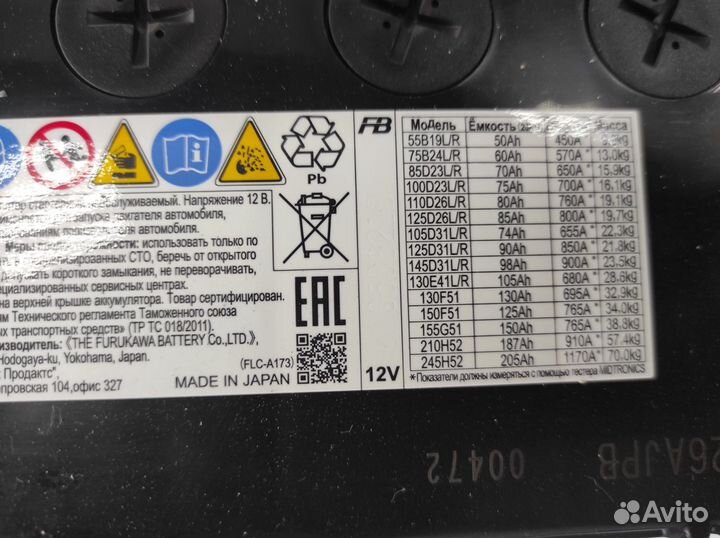 Pb
служиваемый. Напряжение 12 В.
запуска двигателя автомобиля,
автомобиля.
Меры предосторожности: использовать только по
СТО, беречь от открытого
короткого замыкания, не переворачивать,
специализированных сервисных центрах.
на верхней крышке аккумулятора. Товар сертифицирован.
Технического регламента Таможенного союза
транспортных средств» (ТР ТС 018/2011).
«THE FURUKAWA BATTERY Co., LTD.»,
Hodogaya-ku, Yokohama, Japan.
Продактс",
104,офис 327
(FLC-A173)
MADE IN JAPAN
EAC
FB
12V
Модель Ёмкость
55B19L/R 50Ah 450A*
75B24L/R 60Ah 570A* 13.0kg
85D23L/R 70Ah 650A* 15.9kg
100D23L/R 75Ah 700A* 16.1kg
110D26L/R 80Ah 760A* 19.1kg
125D26L/R 85Ah 800A* 19.7kg
105D31L/R 74Ah 655A* 22.3kg
125D31L/R 90Ah 850A* 21.8kg
145D31L/R 98Ah 900A* 23.5kg
130E41L/R 105Ah 680A* 28.6kg
130F51 130Ah 695A* 32.9kg
150F51 125Ah 765A* 34.0kg
155G51 150Ah 765A* 38.8kg
210H52 187Ah 910A* 57.4kg
245H52 205Ah 1170A* 70.0kg
*Показатели должны измеряться с помощью тестера MIDTRONICS
26AJPB
00472
Avito